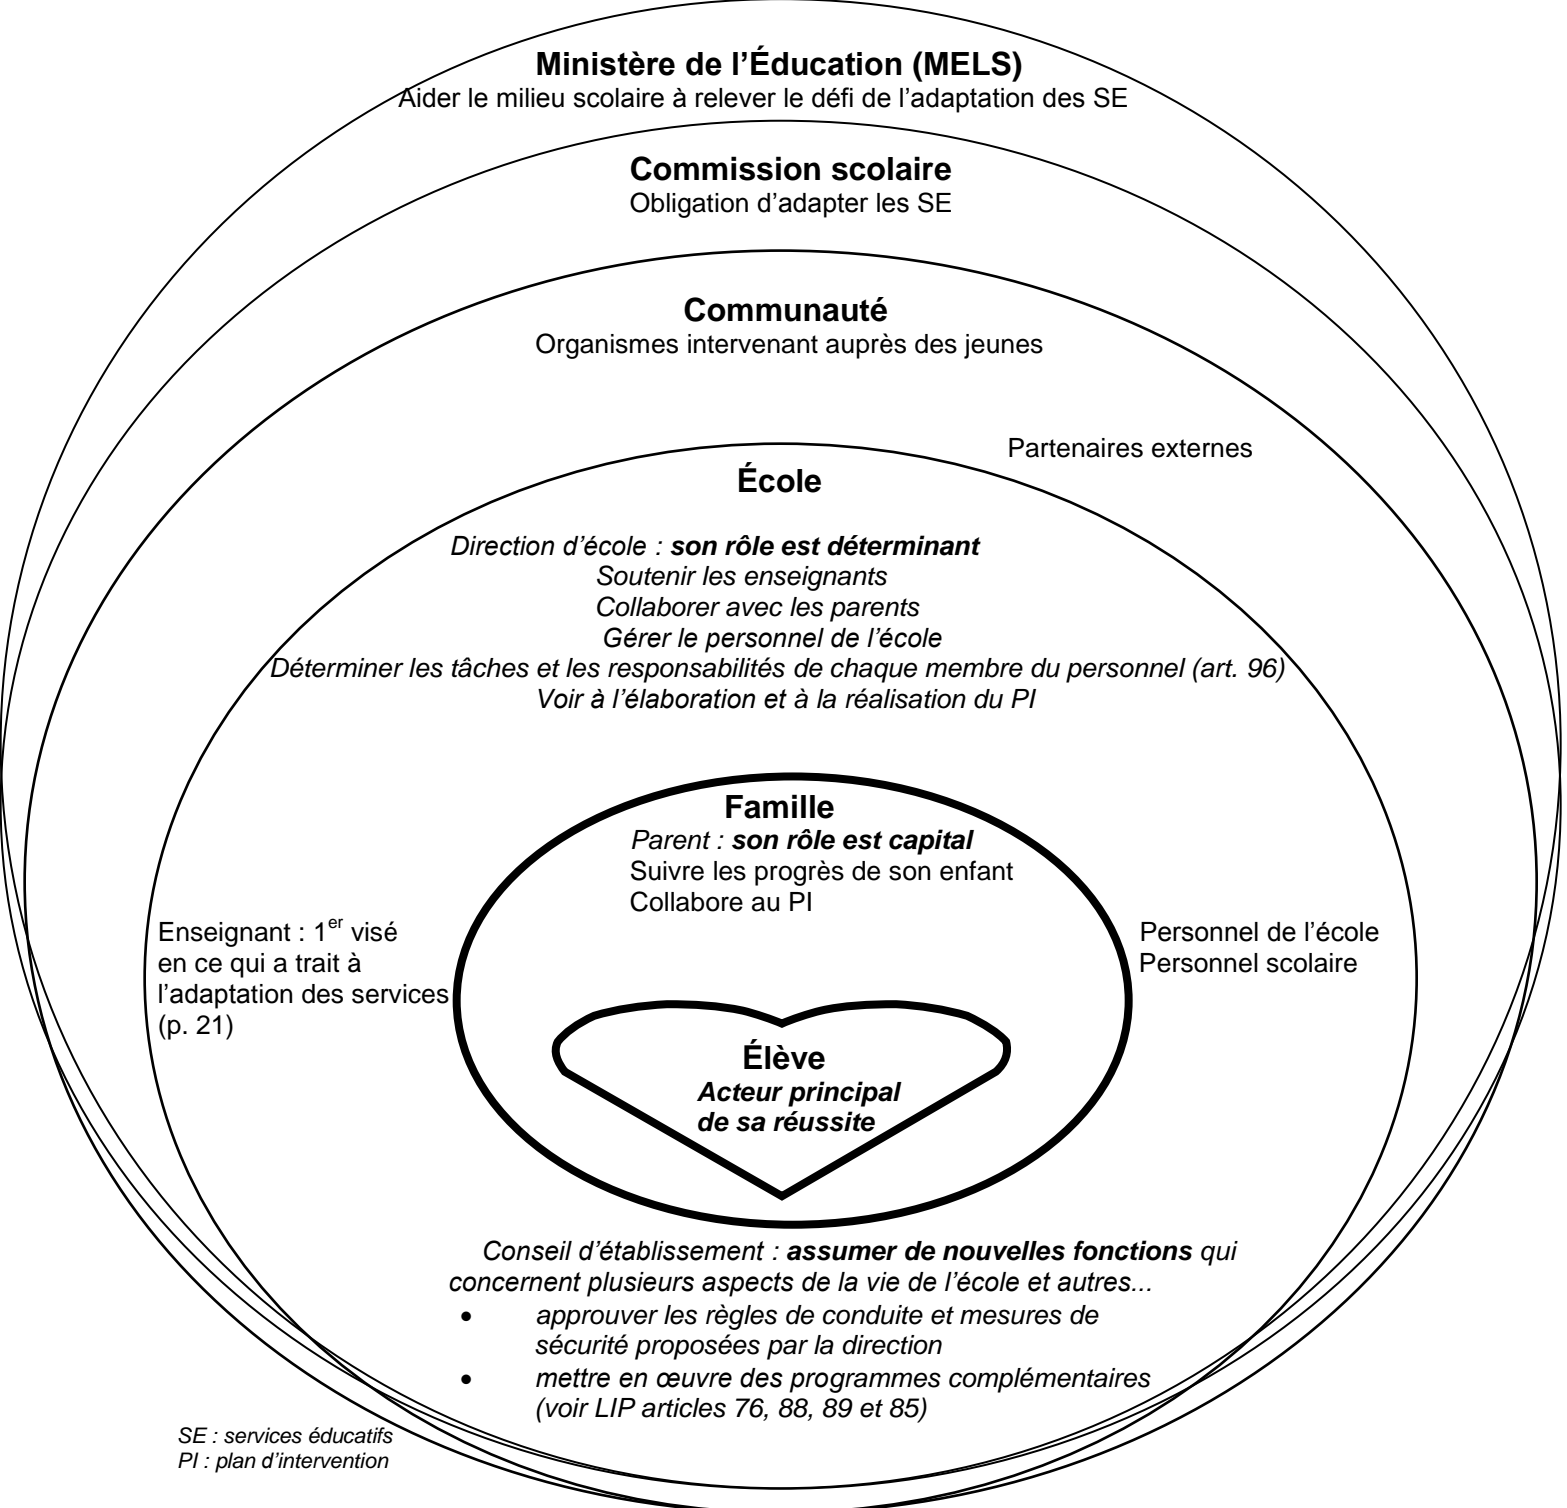 Ministère de l’Éducation (MELS)
Aider le milieu scolaire à relever le défi de l’adaptation des SE
Commission scolaire
Obligation d’adapter les SE
Communauté
Organismes intervenant auprès des jeunes
Partenaires externes
École
Direction d’école : son rôle est déterminant
Soutenir les enseignants
Collaborer avec les parents
Gérer le personnel de l’école
Déterminer les tâches et les responsabilités de chaque membre du personnel (art. 96)
Voir à l’élaboration et à la réalisation du PI
Famille
Parent : son rôle est capital
Suivre les progrès de son enfant
Collabore au PI
Enseignant : 1er visé
en ce qui a trait à
l’adaptation des services
(p. 21)
Personnel de l’école
Personnel scolaire
Élève
Acteur principal
de sa réussite
Conseil d’établissement : assumer de nouvelles fonctions qui
concernent plusieurs aspects de la vie de l’école et autres...
• approuver les règles de conduite et mesures de
sécurité proposées par la direction
• mettre en œuvre des programmes complémentaires
(voir LIP articles 76, 88, 89 et 85)
SE : services éducatifs
PI : plan d’intervention